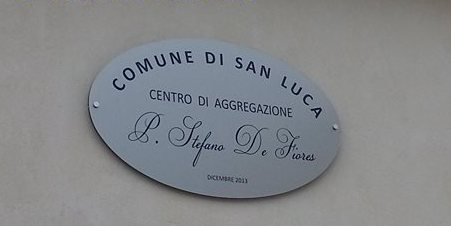 COMUNE DI SAN LUCA
CENTRO DI AGGREGAZIONE
P. Stefano De Fiores
DICEMBRE 2013